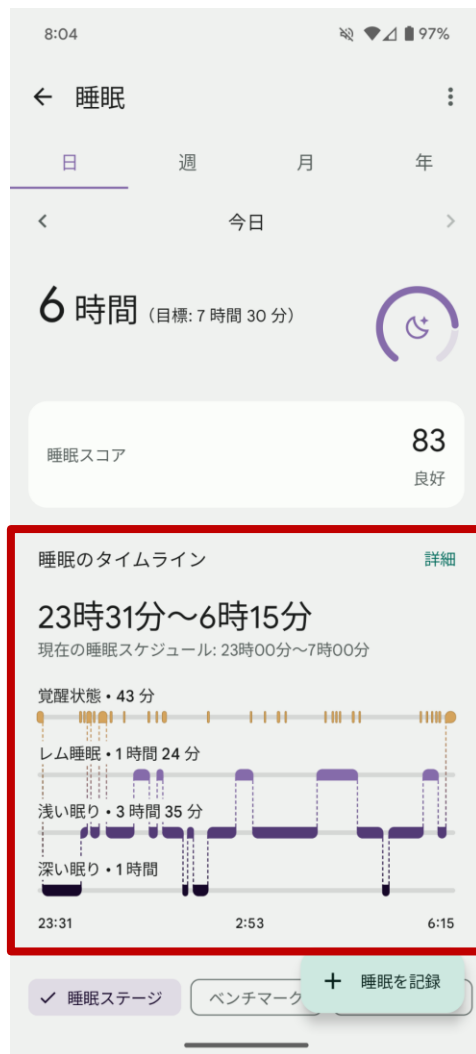 8:04
97%
睡眠
日 週 月 年
今日
6 時間 (目標: 7 時間 30 分)
睡眠スコア
83
良好
睡眠のタイムライン 詳細
23時31分～6時15分
現在の睡眠スケジュール: 23時00分～7時00分
覚醒状態 • 43 分
レム睡眠 • 1 時間 24 分
浅い眠り • 3 時間 35 分
深い眠り • 1 時間
23:31 2:53 6:15
睡眠ステージ
ベンチマーク
+ 睡眠を記録